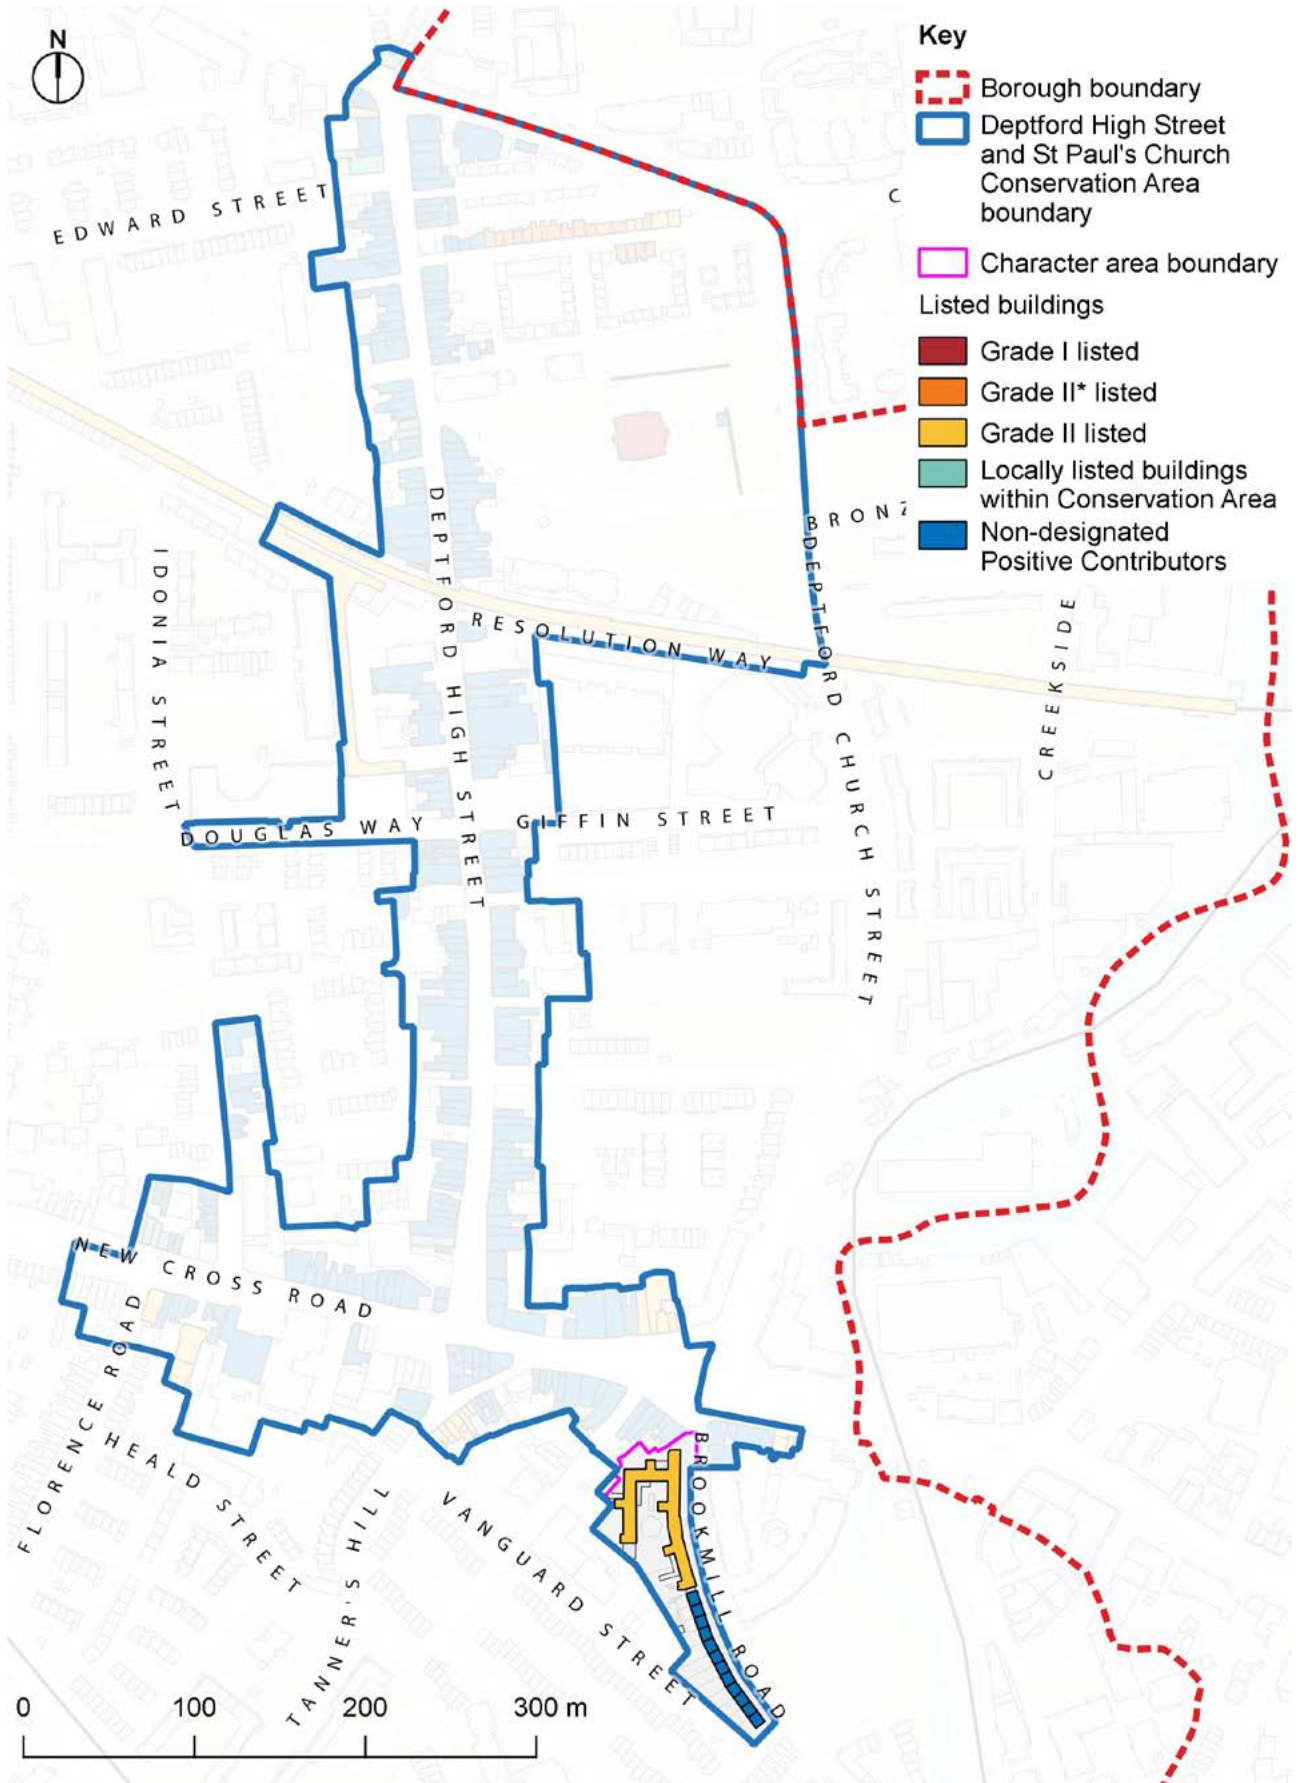 N
Key
Borough boundary
Deptford High Street
and St Paul's Church
Conservation Area
boundary
Character area boundary
Listed buildings
Grade I listed
Grade II* listed
Grade II listed
Locally listed buildings
within Conservation Area
Non-designated
Positive Contributors
EDWARD STREET
C
BRONZ
IDONIA STREET
DEPTFORD HIGH STREET
RESOLUTION WAY
DEPTFORD CHURCH STREET
CREEKSIDE
DOUGLAS WAY
GIFFIN STREET
NEW CROSS ROAD
FLORENCE ROAD
HEALD STREET
TANNER'S HILL
VANGUARD STREET
BROOKMILL ROAD
0 100 200 300 m